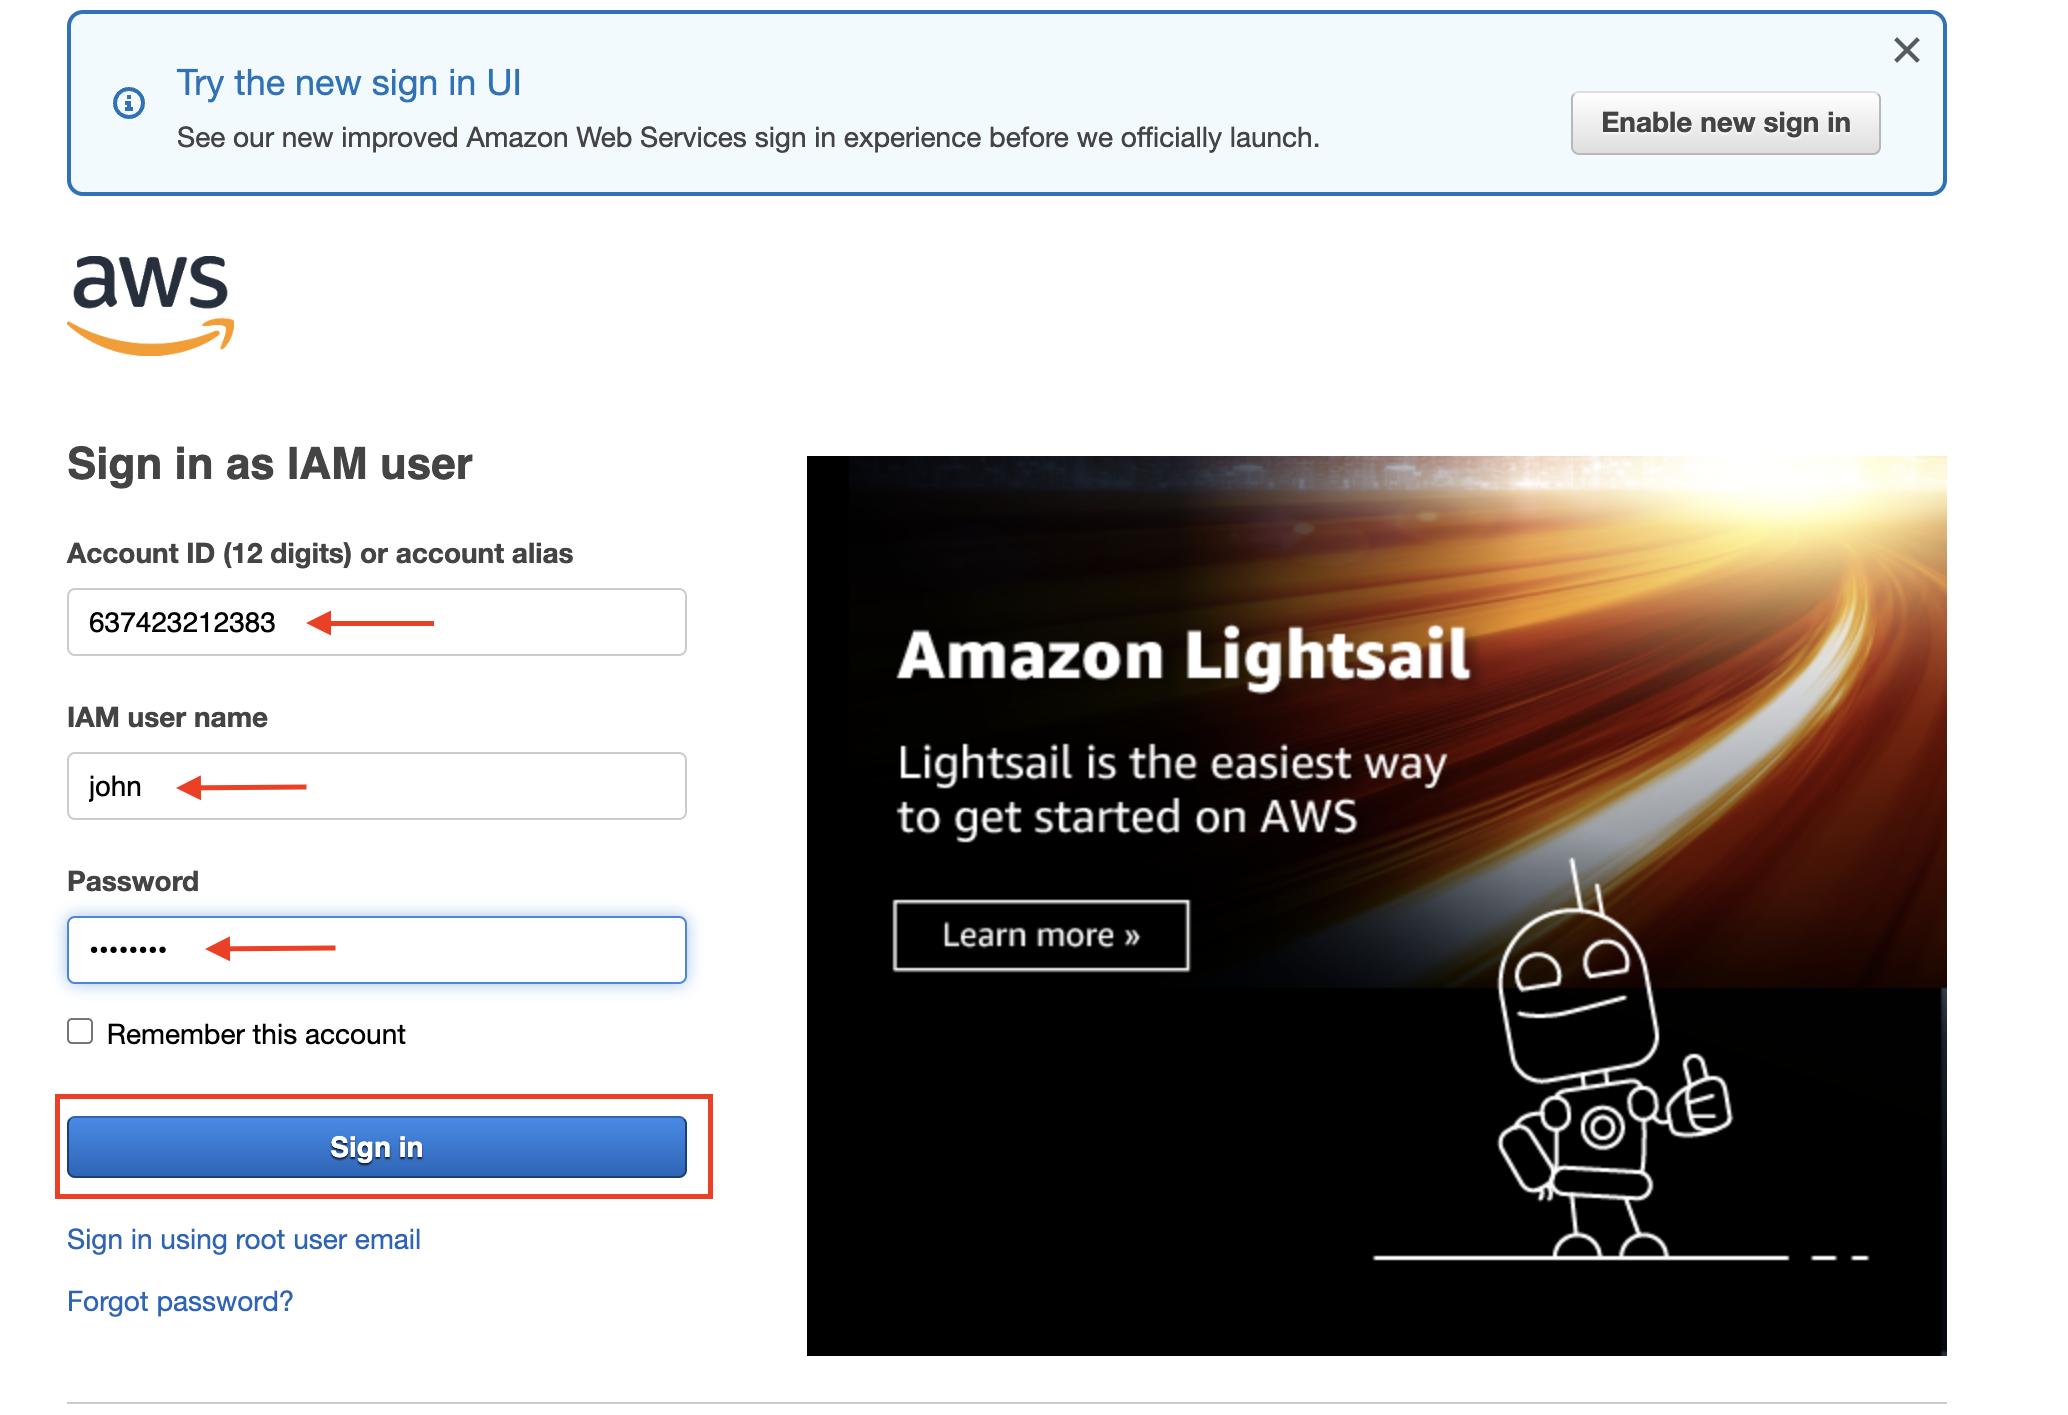 Try the new sign in UI
See our new improved Amazon Web Services sign in experience before we officially launch.
Enable new sign in
aws
Sign in as IAM user
Account ID (12 digits) or account alias
637423212383
IAM user name
john
Password
••••••••
Remember this account
Sign in
Sign in using root user email
Forgot password?
Amazon Lightsail
Lightsail is the easiest way
to get started on AWS
Learn more »